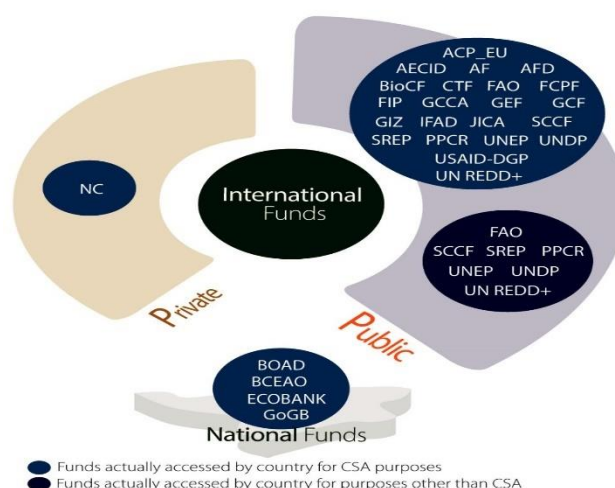 ACP_EU
AECID AF AFD
BioCF CTF FAO FCPF
FIP GCCA GEF GCF
GIZ IFAD JICA SCCF
SREP PPCR UNEP UNDP
USAID-DGP
UN REDD+
NC
International
Funds
FAO
SCCF SREP PPCR
UNEP UNDP
UN REDD+
Private
Public
BOAD
BCEAO
ECOBANK
GoGB
National Funds
Funds actually accessed by country for CSA purposes
Funds actually accessed by country for purposes other than CSA